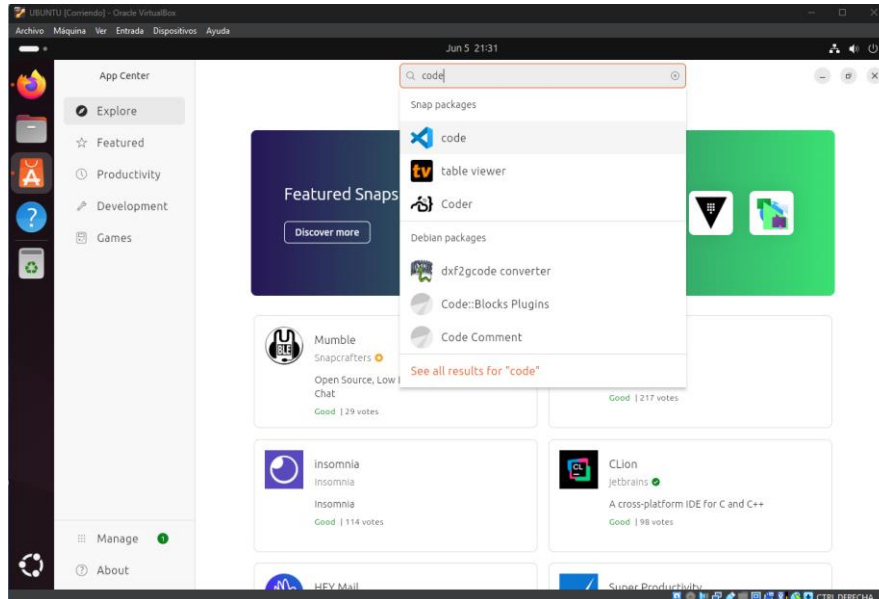 UBUNTU [Corriendo] - Oracle VirtualBox
Archivo Máquina Ver Entrada Dispositivos Ayuda
Jun 5 21:31
App Center
code
Explore
Featured
Productivity
Development
Games
Snap packages
code
table viewer
Coder
Debian packages
dxf2gcode converter
Code::Blocks Plugins
Code Comment
See all results for "code"
Featured Snaps
Discover more
Mumble
Snapcrafters
Open Source, Low
Chat
Good | 29 votes
Good | 217 votes
insomnia
Insomnia
Insomnia
Good | 114 votes
CLion
jetbrains
A cross-platform IDE for C and C++
Good | 98 votes
HEY Mail
Super Productivity
Manage 1
About
CTRL DERECHA